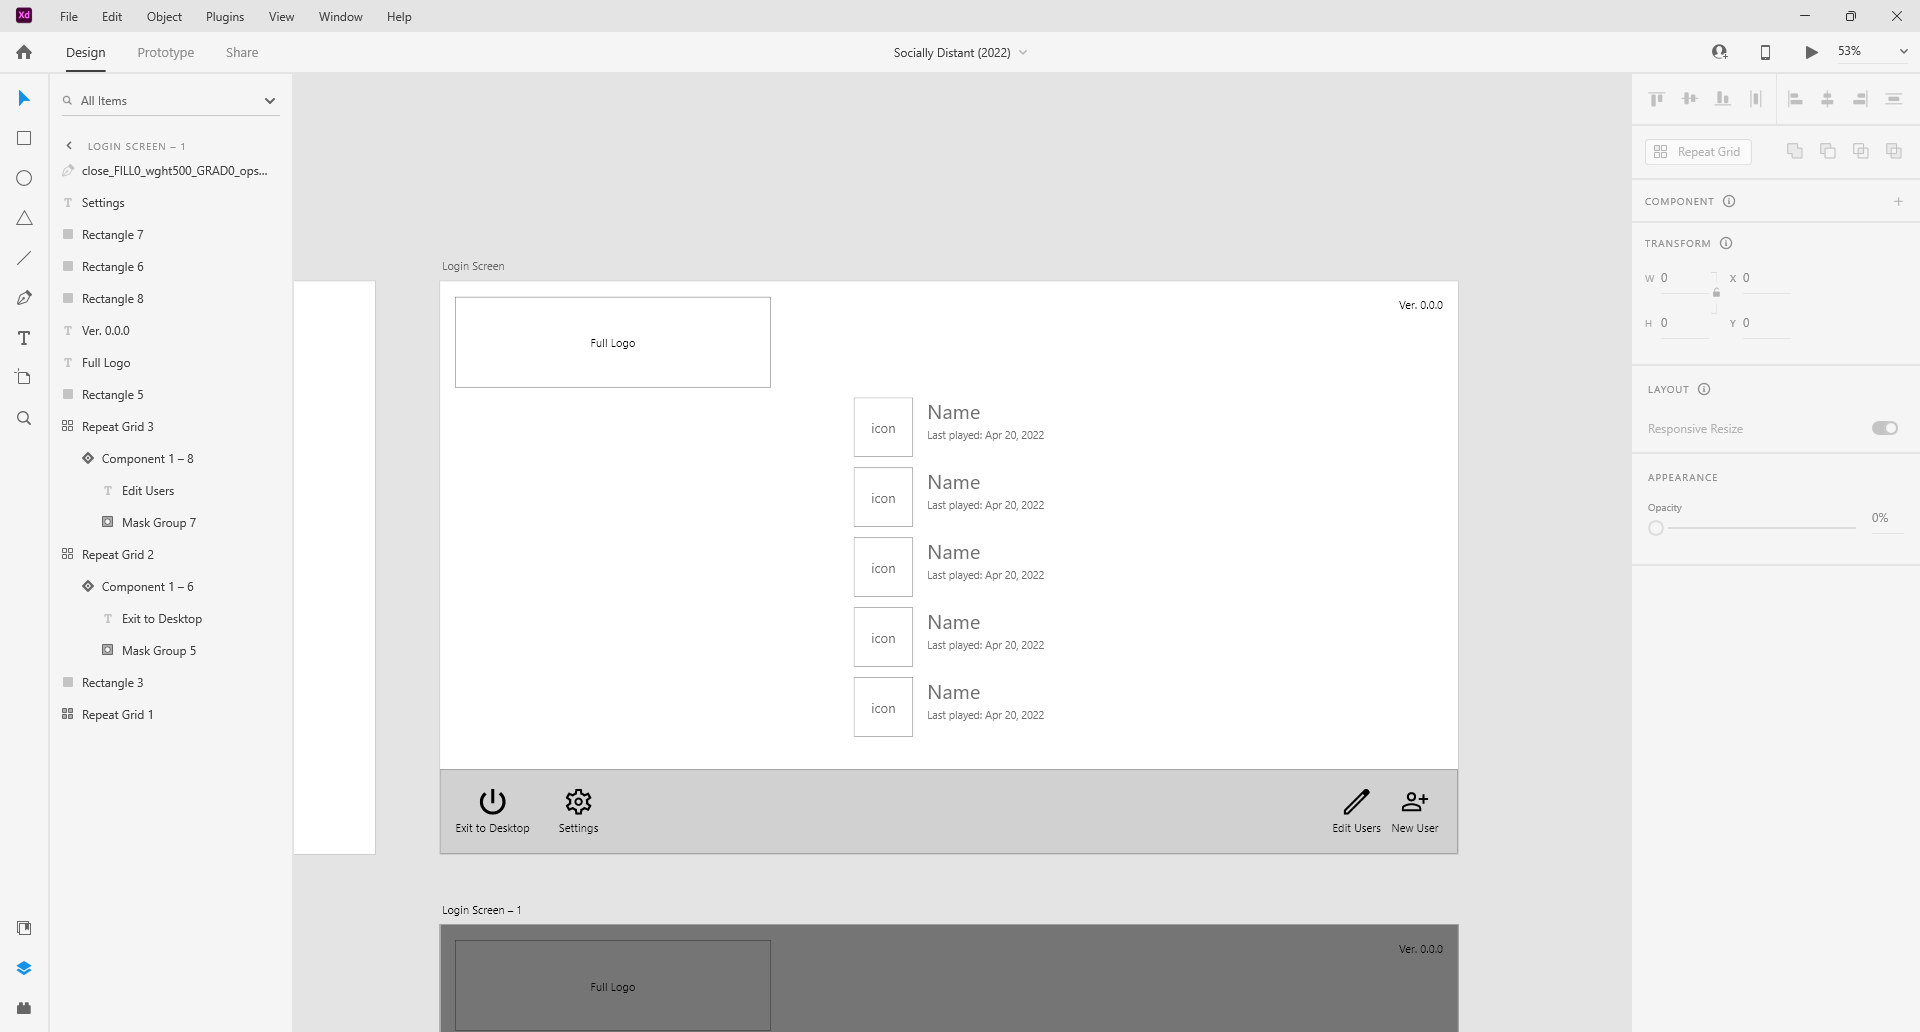 Xd File Edit Object Plugins View Window Help
Design Prototype Share Socially Distant (2022) 53%
All Items
LOGIN SCREEN – 1
close_FILL0_wght500_GRAD0_ops...
Settings
Rectangle 7
Rectangle 6
Rectangle 8
Ver. 0.0.0
Full Logo
Rectangle 5
Repeat Grid 3
Component 1 – 8
Edit Users
Mask Group 7
Repeat Grid 2
Component 1 – 6
Exit to Desktop
Mask Group 5
Rectangle 3
Repeat Grid 1
Login Screen
Full Logo
Ver. 0.0.0
icon
Name
Last played: Apr 20, 2022
icon
Name
Last played: Apr 20, 2022
icon
Name
Last played: Apr 20, 2022
icon
Name
Last played: Apr 20, 2022
icon
Name
Last played: Apr 20, 2022
Exit to Desktop Settings Edit Users New User
Login Screen – 1
Full Logo
Ver. 0.0.0
Repeat Grid
COMPONENT
TRANSFORM
W 0 X 0
H 0 Y 0
LAYOUT
Responsive Resize
APPEARANCE
Opacity
0%